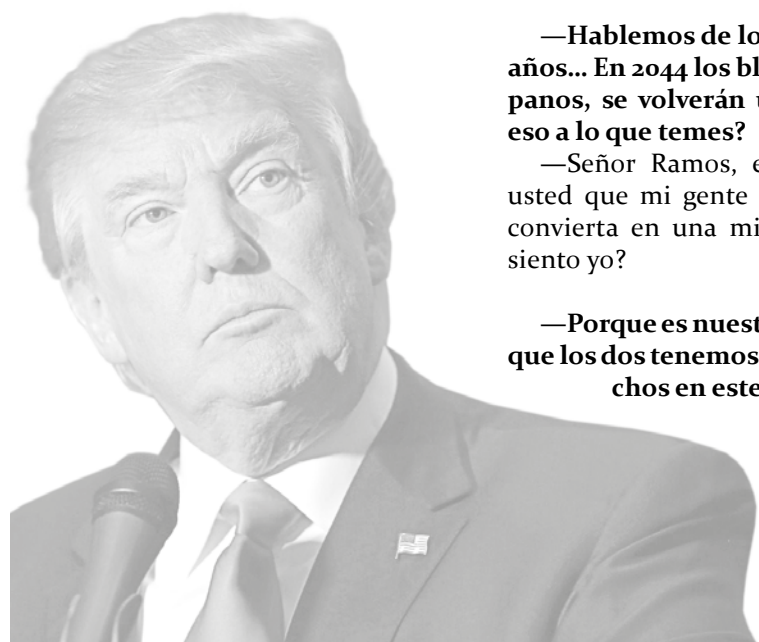 —Hablemos de lo
años... En 2044 los bl
panos, se volverán
eso a lo que temes?
—Señor Ramos, e
usted que mi gente
convierta en una mi
siento yo?
—Porque es nuest
que los dos tenemos
chos en este